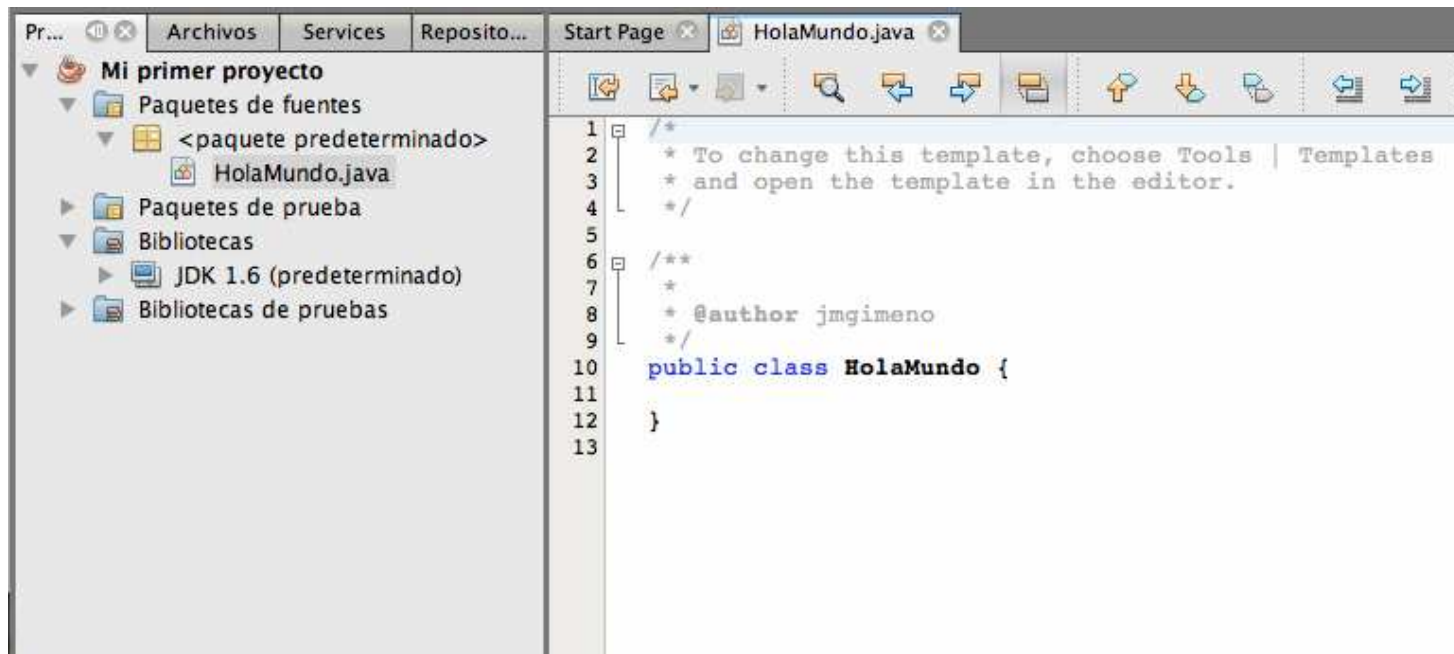 Pr... Archivos Services Reposito...
Mi primer proyecto
Paquetes de fuentes
<paquete predeterminado>
HolaMundo.java
Paquetes de prueba
Bibliotecas
JDK 1.6 (predeterminado)
Bibliotecas de pruebas
Start Page HolaMundo.java
1 /*
2 * To change this template, choose Tools | Templates
3 * and open the template in the editor.
4 */
5
6 /**
7 *
8 * @author jmgimeno
9 */
10 public class HolaMundo {
11
12 }
13